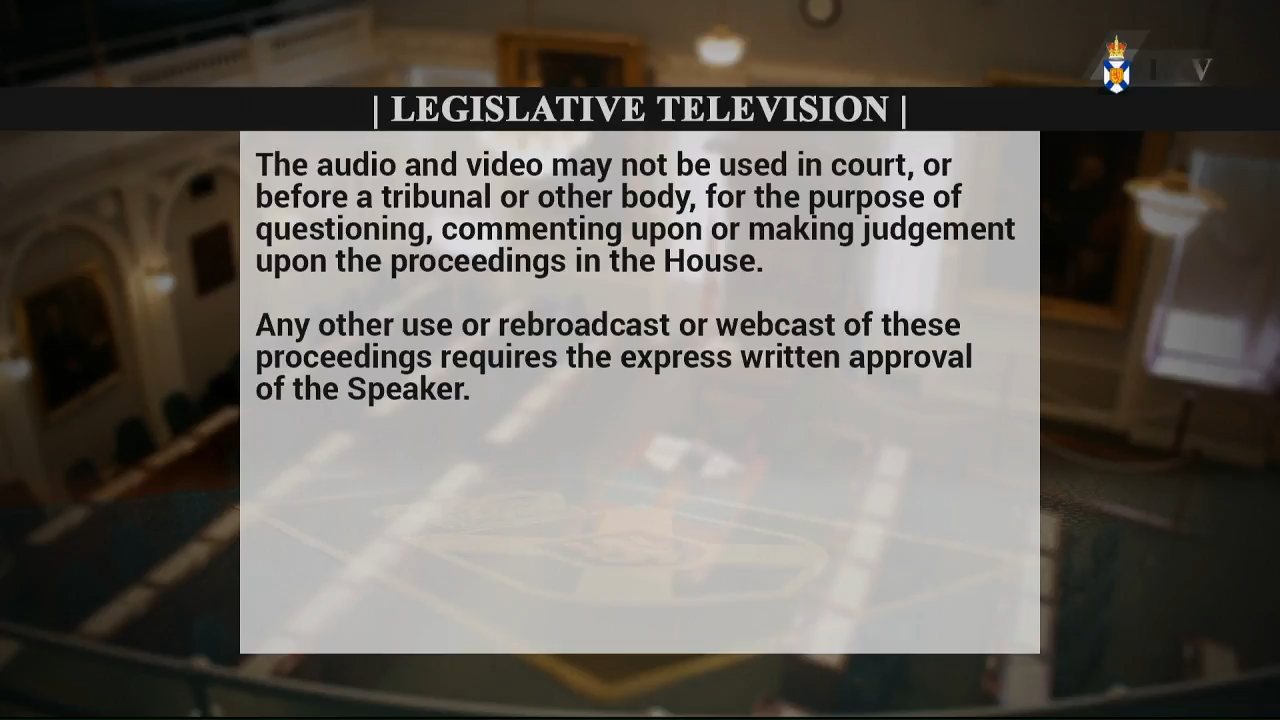 | LEGISLATIVE TELEVISION |
The audio and video may not be used in court, or
before a tribunal or other body, for the purpose of
questioning, commenting upon or making judgement
upon the proceedings in the House.
Any other use or rebroadcast or webcast of these
proceedings requires the express written approval
of the Speaker.